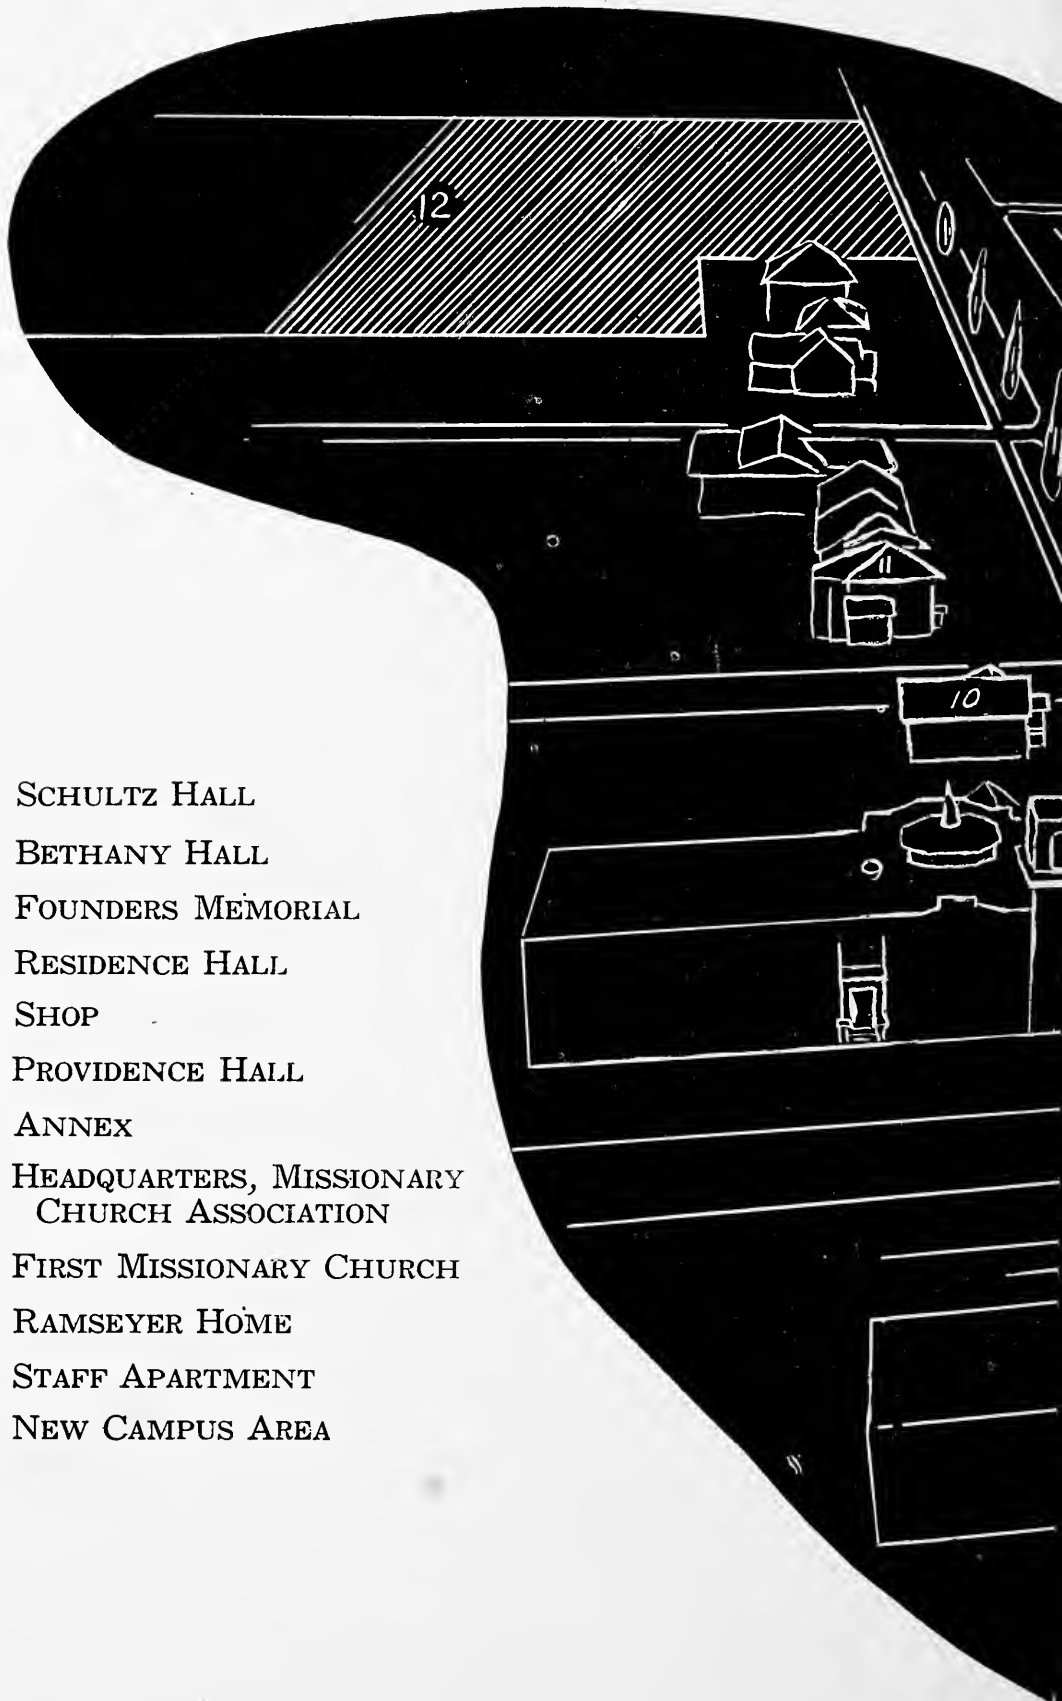 12
11
10
9
SCHULTZ HALL
BETHANY HALL
FOUNDERS MEMORIAL
RESIDENCE HALL
SHOP
PROVIDENCE HALL
ANNEX
HEADQUARTERS, MISSIONARY
CHURCH ASSOCIATION
FIRST MISSIONARY CHURCH
RAMSEYER HOME
STAFF APARTMENT
NEW CAMPUS AREA